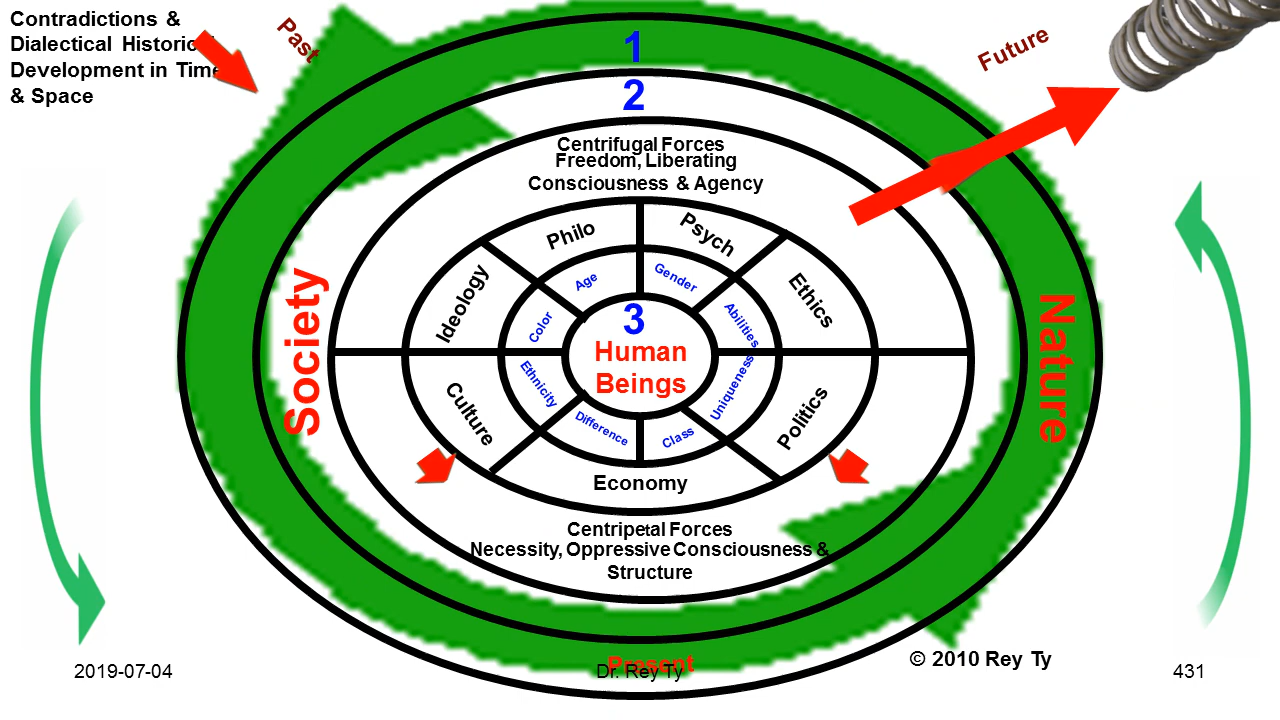 Contradictions &
Dialectical Historical
Development in Time
& Space
Past
Future
1
2
Centrifugal Forces
Freedom, Liberating
Consciousness & Agency
Philo
Psych
Ideology
Ethics
Age
Gender
Color
Abilities
3
Human
Beings
Society
Nature
Ethnicity
Uniqueness
Culture
Politics
Difference
Class
Economy
Centripetal Forces
Necessity, Oppressive Consciousness &
Structure
Present
© 2010 Rey Ty
2019-07-04
Dr. Rey Ty
431